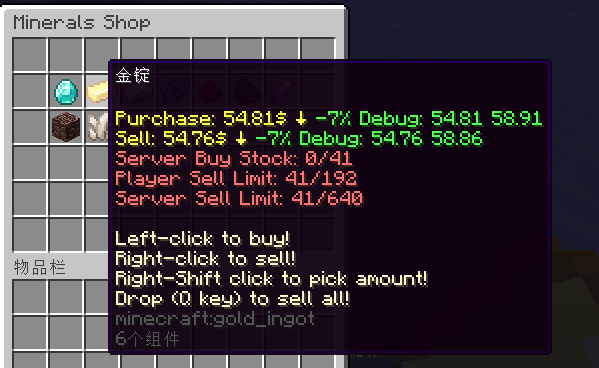 Minerals Shop
金锭
Purchase: 54.81$ ↓ -7% Debug: 54.81 58.91
Sell: 54.76$ ↓ -7% Debug: 54.76 58.86
Server Buy Stock: 0/41
Player Sell Limit: 41/192
Server Sell Limit: 41/640
Left-click to buy!
Right-click to sell!
Right-Shift click to pick amount!
Drop (Q key) to sell all!
minecraft:gold_ingot
6个组件
物品栏